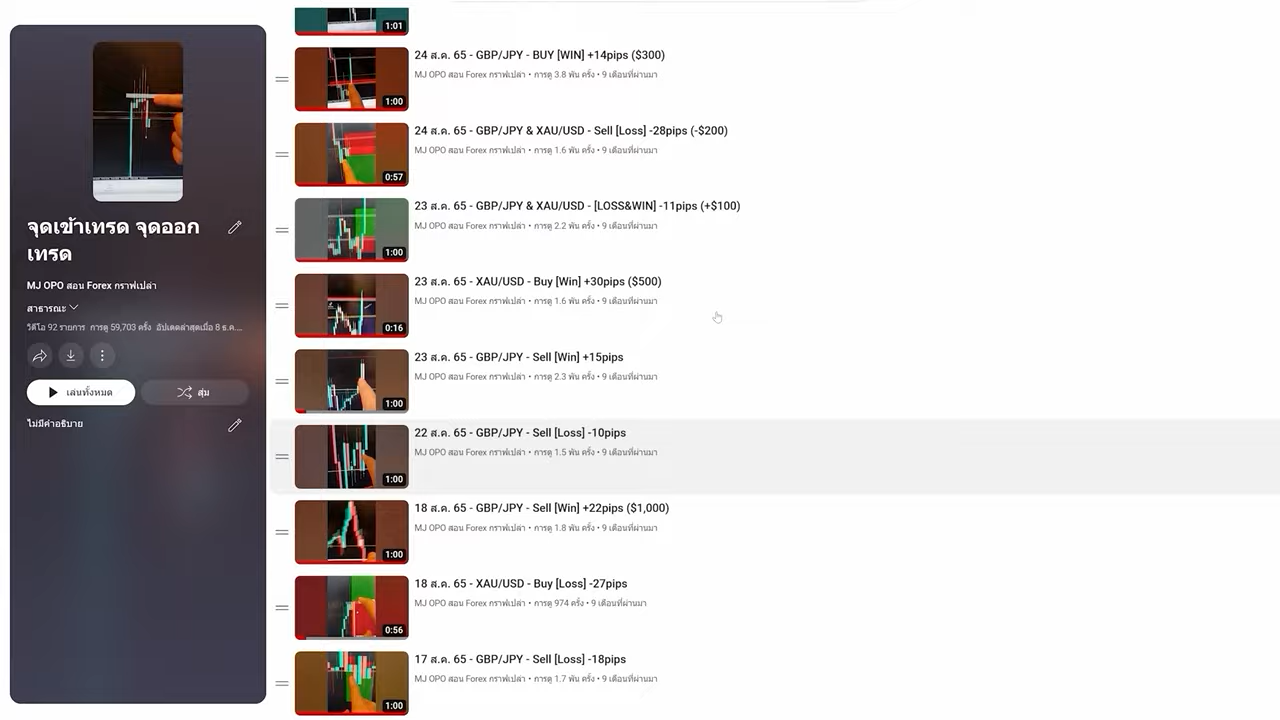 จุดเข้าเทรด จุดออก
เทรด
MJ OPO สอน Forex กราฟเปล่า
สาธารณะ
วิดีโอ 92 รายการ การดู 59,703 ครั้ง อัปเดตล่าสุดเมื่อ 8 ธ.ค....
เล่นทั้งหมด
สุ่ม
ไม่มีคำอธิบาย
1:01
24 ส.ค. 65 - GBP/JPY - BUY [WIN] +14pips ($300)
MJ OPO สอน Forex กราฟเปล่า • การดู 3.8 พัน ครั้ง • 9 เดือนที่ผ่านมา
1:00
24 ส.ค. 65 - GBP/JPY & XAU/USD - Sell [Loss] -28pips (-$200)
MJ OPO สอน Forex กราฟเปล่า • การดู 1.6 พัน ครั้ง • 9 เดือนที่ผ่านมา
0:57
23 ส.ค. 65 - GBP/JPY & XAU/USD - [LOSS&WIN] -11pips (+$100)
MJ OPO สอน Forex กราฟเปล่า • การดู 2.2 พัน ครั้ง • 9 เดือนที่ผ่านมา
1:00
23 ส.ค. 65 - XAU/USD - Buy [Win] +30pips ($500)
MJ OPO สอน Forex กราฟเปล่า • การดู 1.6 พัน ครั้ง • 9 เดือนที่ผ่านมา
0:16
23 ส.ค. 65 - GBP/JPY - Sell [Win] +15pips
MJ OPO สอน Forex กราฟเปล่า • การดู 2.3 พัน ครั้ง • 9 เดือนที่ผ่านมา
1:00
22 ส.ค. 65 - GBP/JPY - Sell [Loss] -10pips
MJ OPO สอน Forex กราฟเปล่า • การดู 1.5 พัน ครั้ง • 9 เดือนที่ผ่านมา
1:00
18 ส.ค. 65 - GBP/JPY - Sell [Win] +22pips ($1,000)
MJ OPO สอน Forex กราฟเปล่า • การดู 1.8 พัน ครั้ง • 9 เดือนที่ผ่านมา
1:00
18 ส.ค. 65 - XAU/USD - Buy [Loss] -27pips
MJ OPO สอน Forex กราฟเปล่า • การดู 974 ครั้ง • 9 เดือนที่ผ่านมา
0:56
17 ส.ค. 65 - GBP/JPY - Sell [Loss] -18pips
MJ OPO สอน Forex กราฟเปล่า • การดู 1.7 พัน ครั้ง • 9 เดือนที่ผ่านมา
1:00